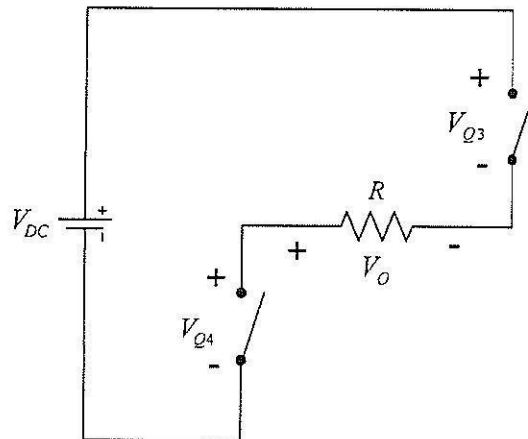 +
V_Q3
-
R
V_DC
+
-
+
V_O
-
+
V_Q4
-